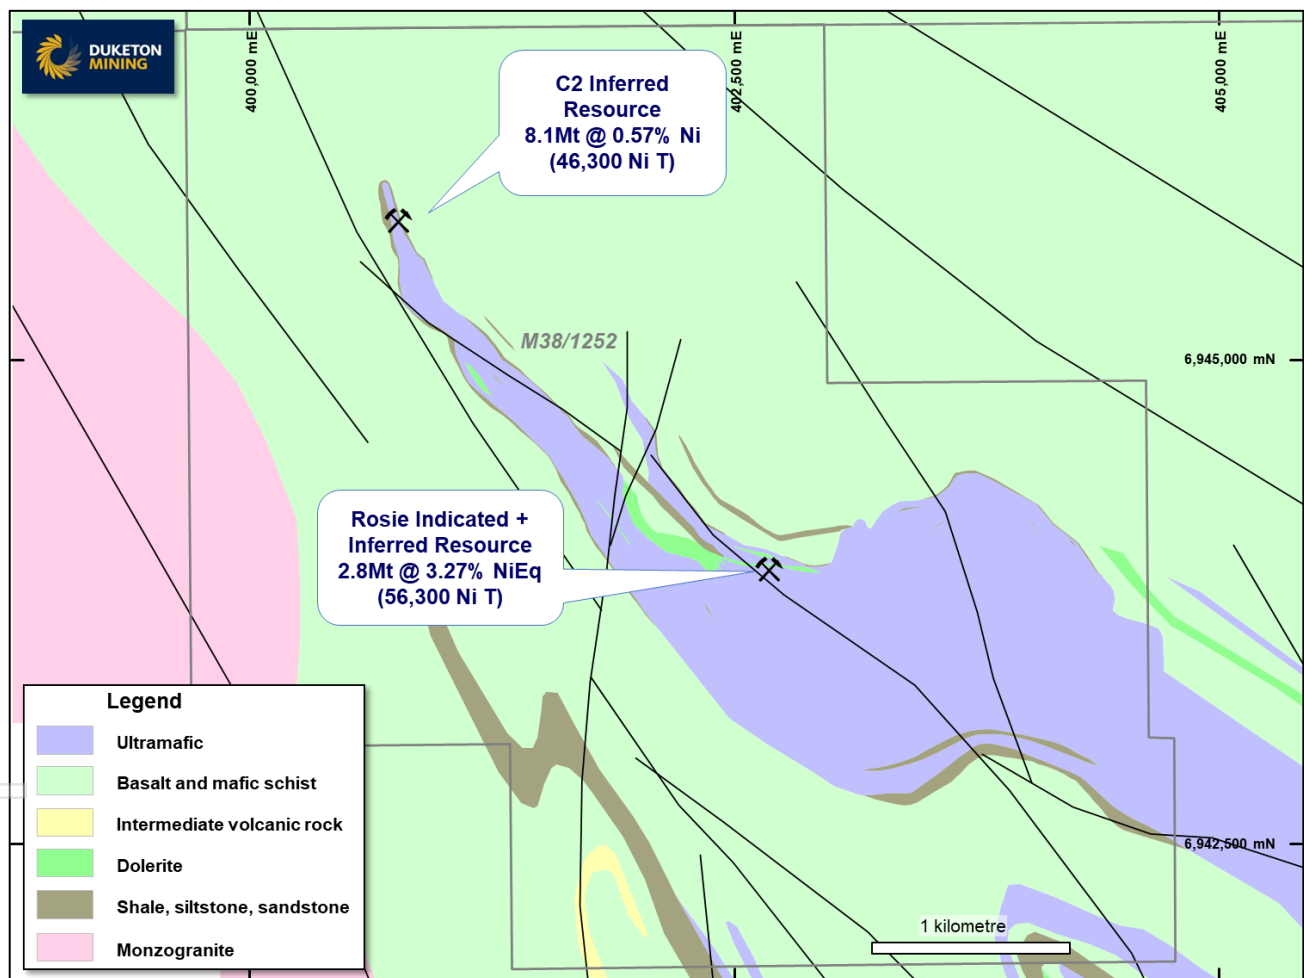 DUKETON
MINING
400,000 mE
402,500 mE
405,000 mE
C2 Inferred
Resource
8.1Mt @ 0.57% Ni
(46,300 Ni T)
M38/1252
6,945,000 mN
Rosie Indicated +
Inferred Resource
2.8Mt @ 3.27% NiEq
(56,300 Ni T)
6,942,500 mN
Legend
Ultramafic
Basalt and mafic schist
Intermediate volcanic rock
Dolerite
Shale, siltstone, sandstone
Monzogranite
1 kilometre